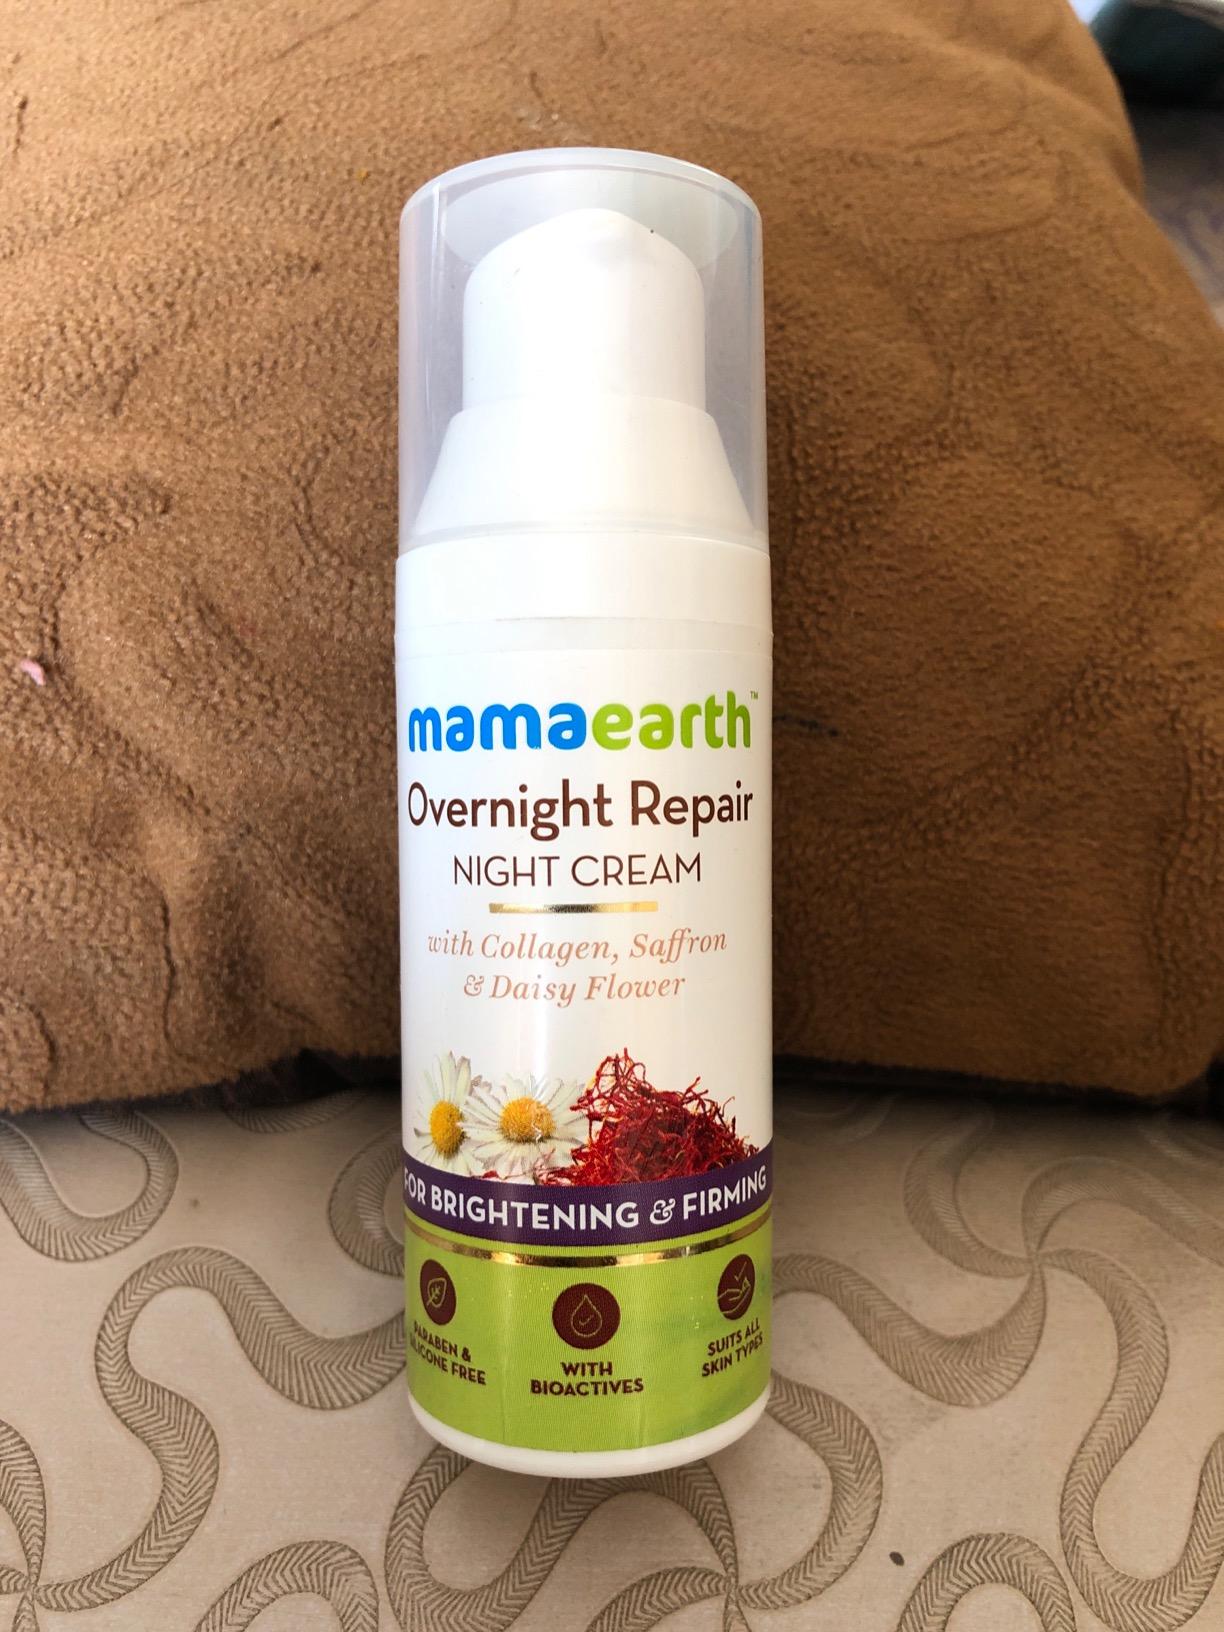 mamaearth™
Overnight Repair
NIGHT CREAM
with Collagen, Saffron
& Daisy Flower
FOR BRIGHTENING & FIRMING
PARABEN &
SILICONE FREE
WITH
BIOACTIVES
SUITS ALL
SKIN TYPES